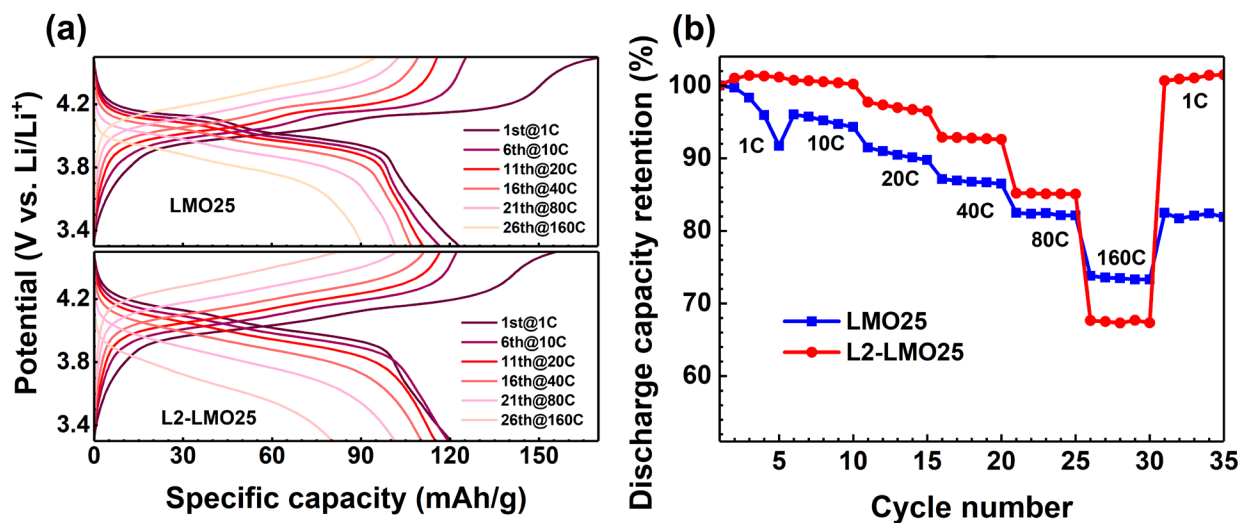 (a)
Potential (V vs. Li/Li+)
4.2
3.8
3.4
1st@1C
6th@10C
11th@20C
16th@40C
21th@80C
26th@160C
LMO25
4.2
3.8
3.4
1st@1C
6th@10C
11th@20C
16th@40C
21th@80C
26th@160C
L2-LMO25
0 30 60 90 120 150
Specific capacity (mAh/g)
(b)
Discharge capacity retention (%)
100
90
80
70
60
1C
10C
20C
40C
80C
160C
1C
LMO25
L2-LMO25
5 10 15 20 25 30 35
Cycle number